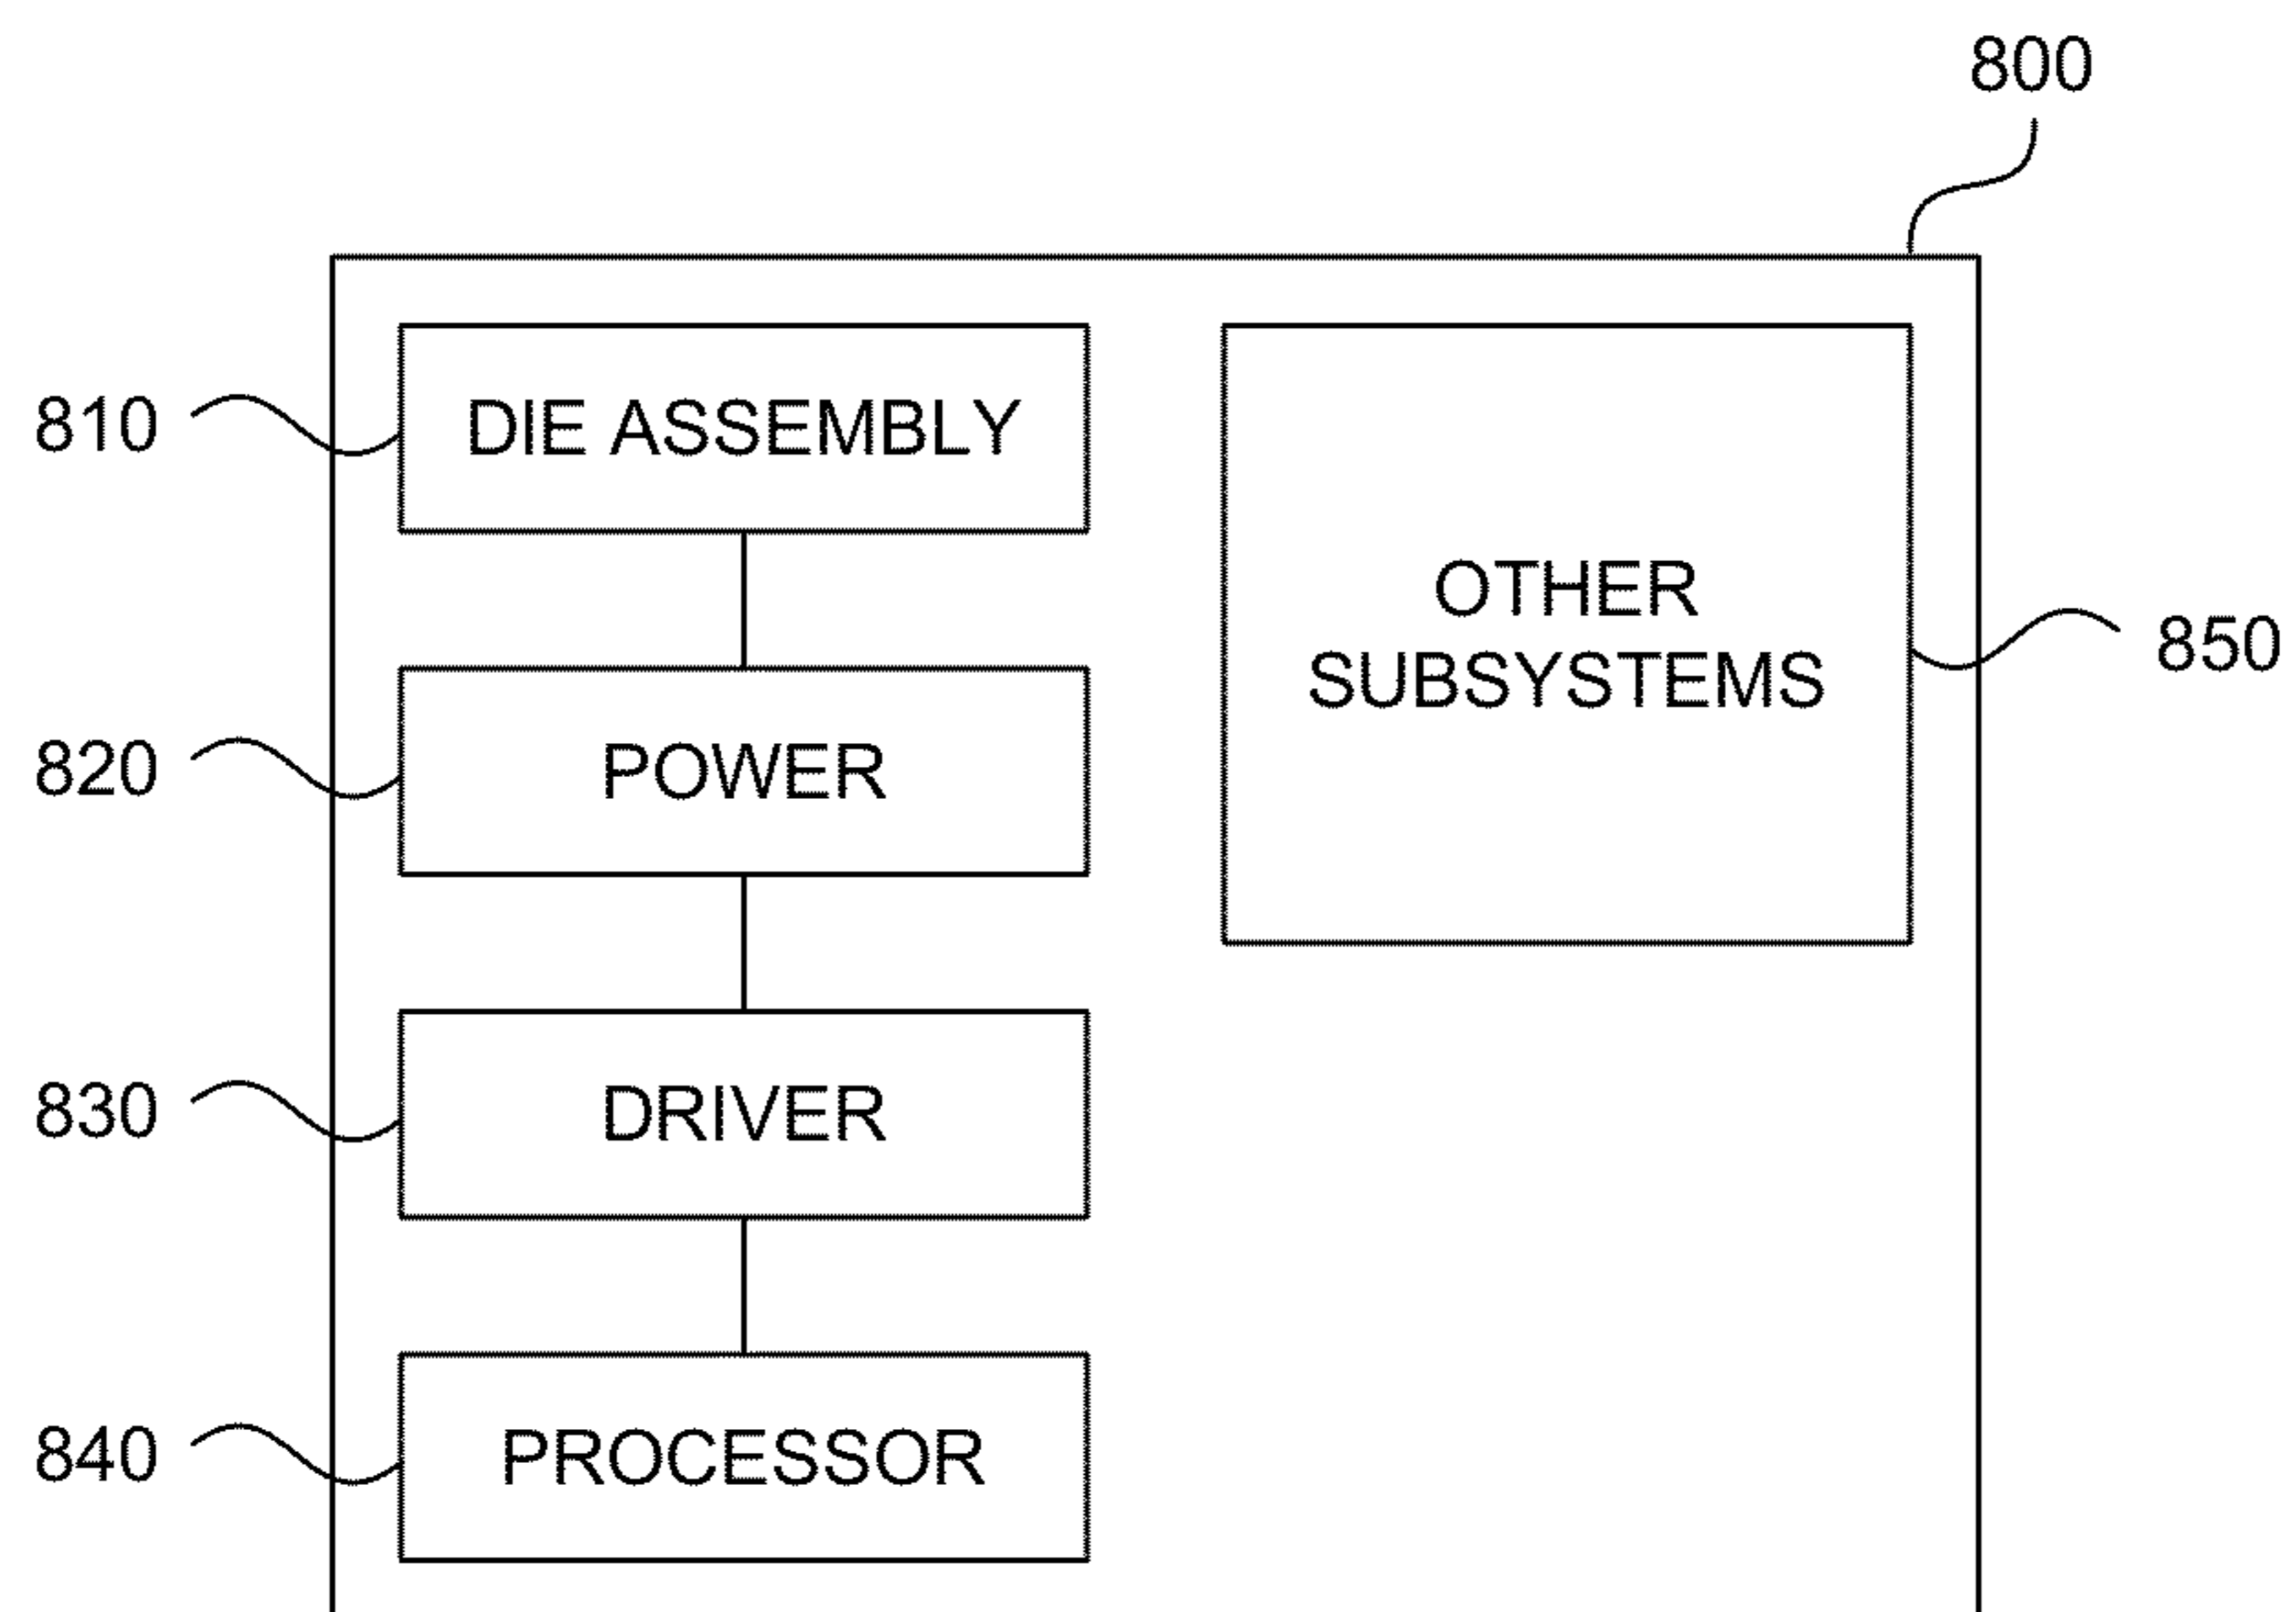 800
810
DIE ASSEMBLY
OTHER
SUBSYSTEMS
850
820
POWER
830
DRIVER
840
PROCESSOR